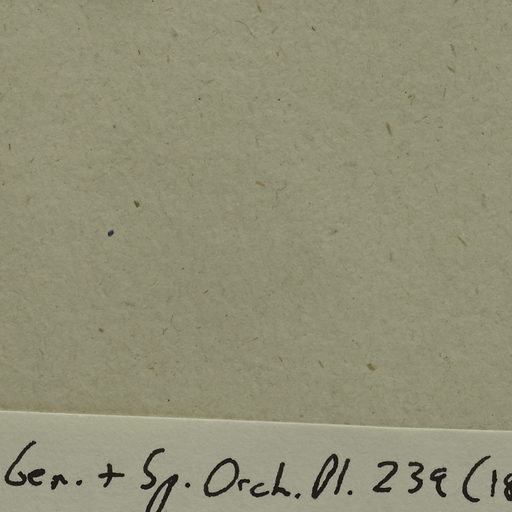 Gen. + Sp. Orch. Pl. 239 (18